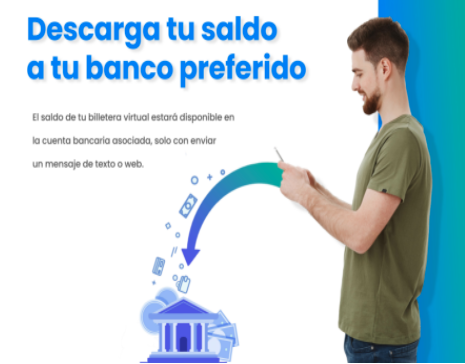 Descarga tu saldo
a tu banco preferido
El saldo de tu billetera virtual estará disponible en
la cuenta bancaria asociada, solo con enviar
un mensaje de texto o web.